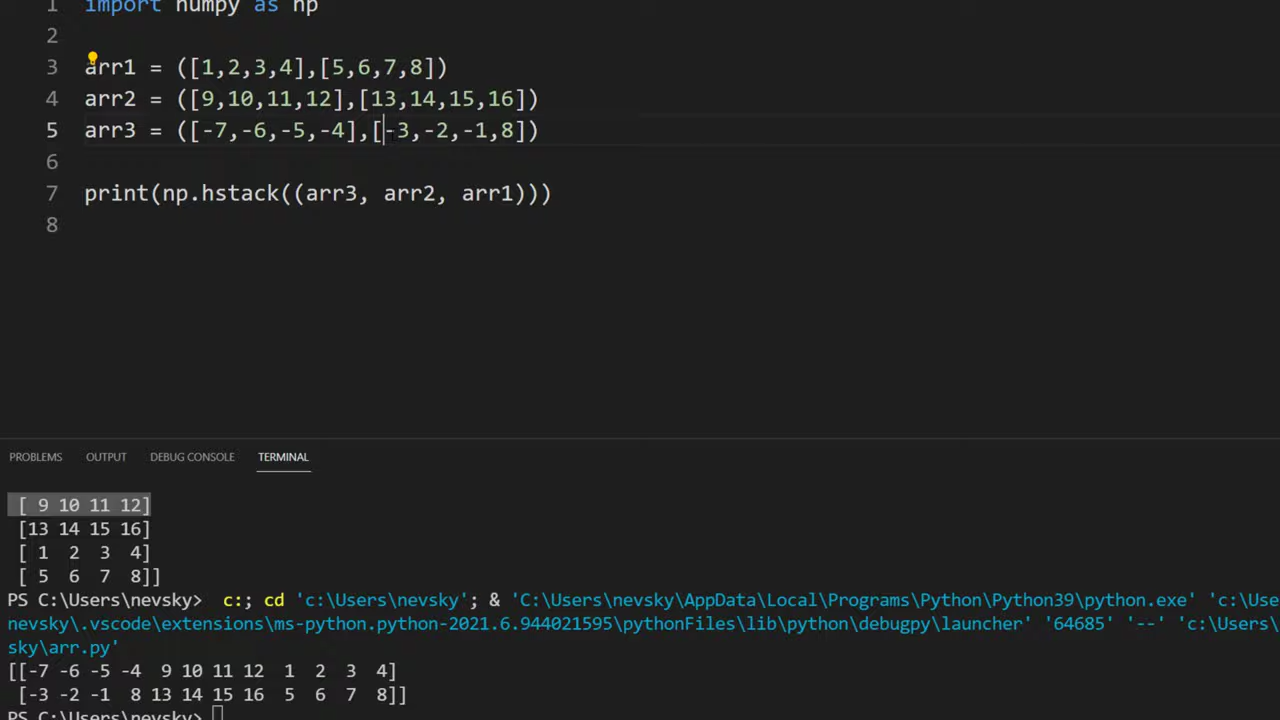 1 import numpy as np
2
3 arr1 = ([1,2,3,4],[5,6,7,8])
4 arr2 = ([9,10,11,12],[13,14,15,16])
5 arr3 = ([-7,-6,-5,-4],[-3,-2,-1,8])
6
7 print(np.hstack((arr3, arr2, arr1)))
8
PROBLEMS OUTPUT DEBUG CONSOLE TERMINAL
[ 9 10 11 12]
[13 14 15 16]
[ 1 2 3 4]
[ 5 6 7 8]]
PS C:\Users\nevsky> c:; cd 'c:\Users\nevsky'; & 'C:\Users\nevsky\AppData\Local\Programs\Python\Python39\python.exe' 'c:\Use
nevsky\.vscode\extensions\ms-python.python-2021.6.944021595\pythonFiles\lib\python\debugpy\launcher' '64685' '--' 'c:\Users\
sky\arr.py'
[[-7 -6 -5 -4 9 10 11 12 1 2 3 4]
[-3 -2 -1 8 13 14 15 16 5 6 7 8]]
PS C:\Users\nevsky>